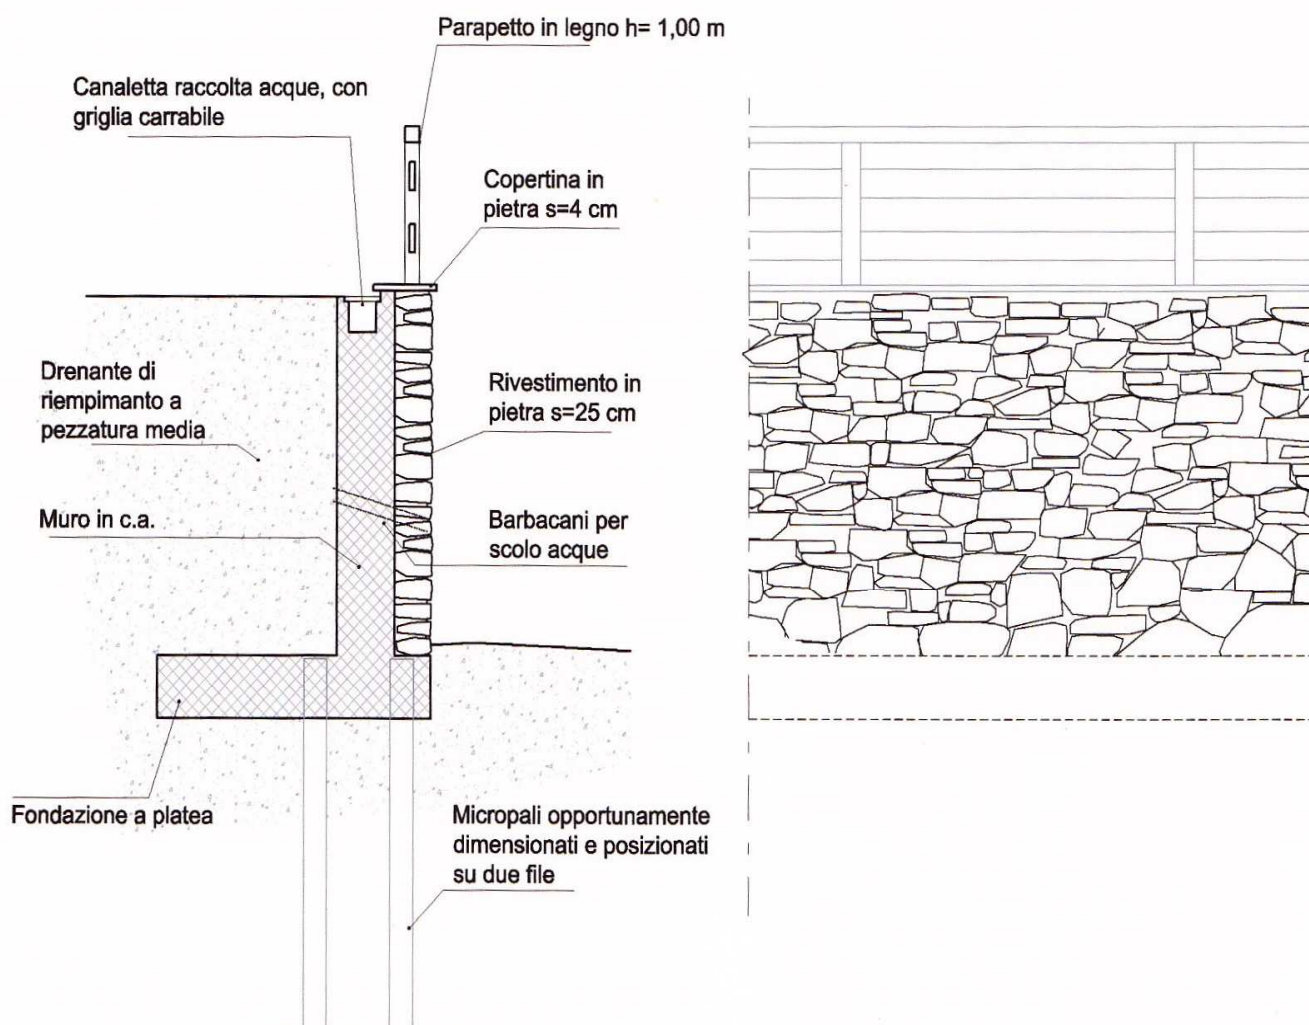 Parapetto in legno h= 1,00 m
Canaletta raccolta acque, con
griglia carrabile
Copertina in
pietra s=4 cm
Drenante di
riempimanto a
pezzatura media
Rivestimento in
pietra s=25 cm
Muro in c.a.
Barbacani per
scolo acque
Fondazione a platea
Micropali opportunamente
dimensionati e posizionati
su due file